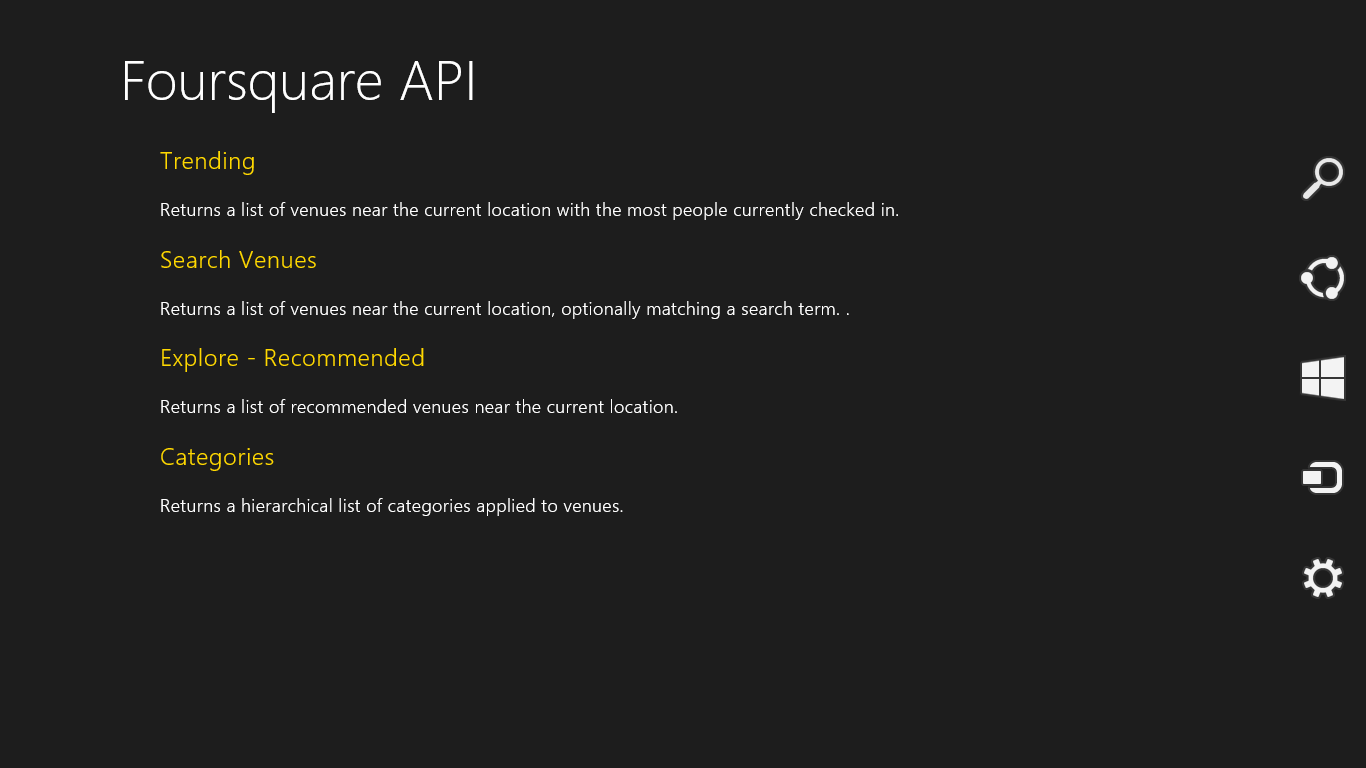 Foursquare API
Trending
Returns a list of venues near the current location with the most people currently checked in.
Search Venues
Returns a list of venues near the current location, optionally matching a search term. .
Explore - Recommended
Returns a list of recommended venues near the current location.
Categories
Returns a hierarchical list of categories applied to venues.